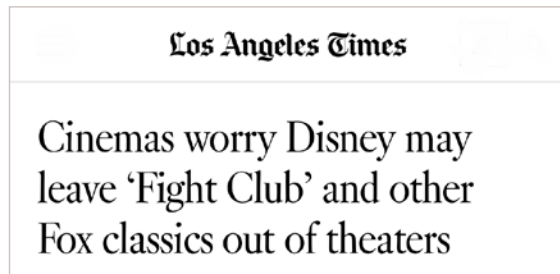 Los Angeles Times
Cinemas worry Disney may
leave ‘Fight Club’ and other
Fox classics out of theaters